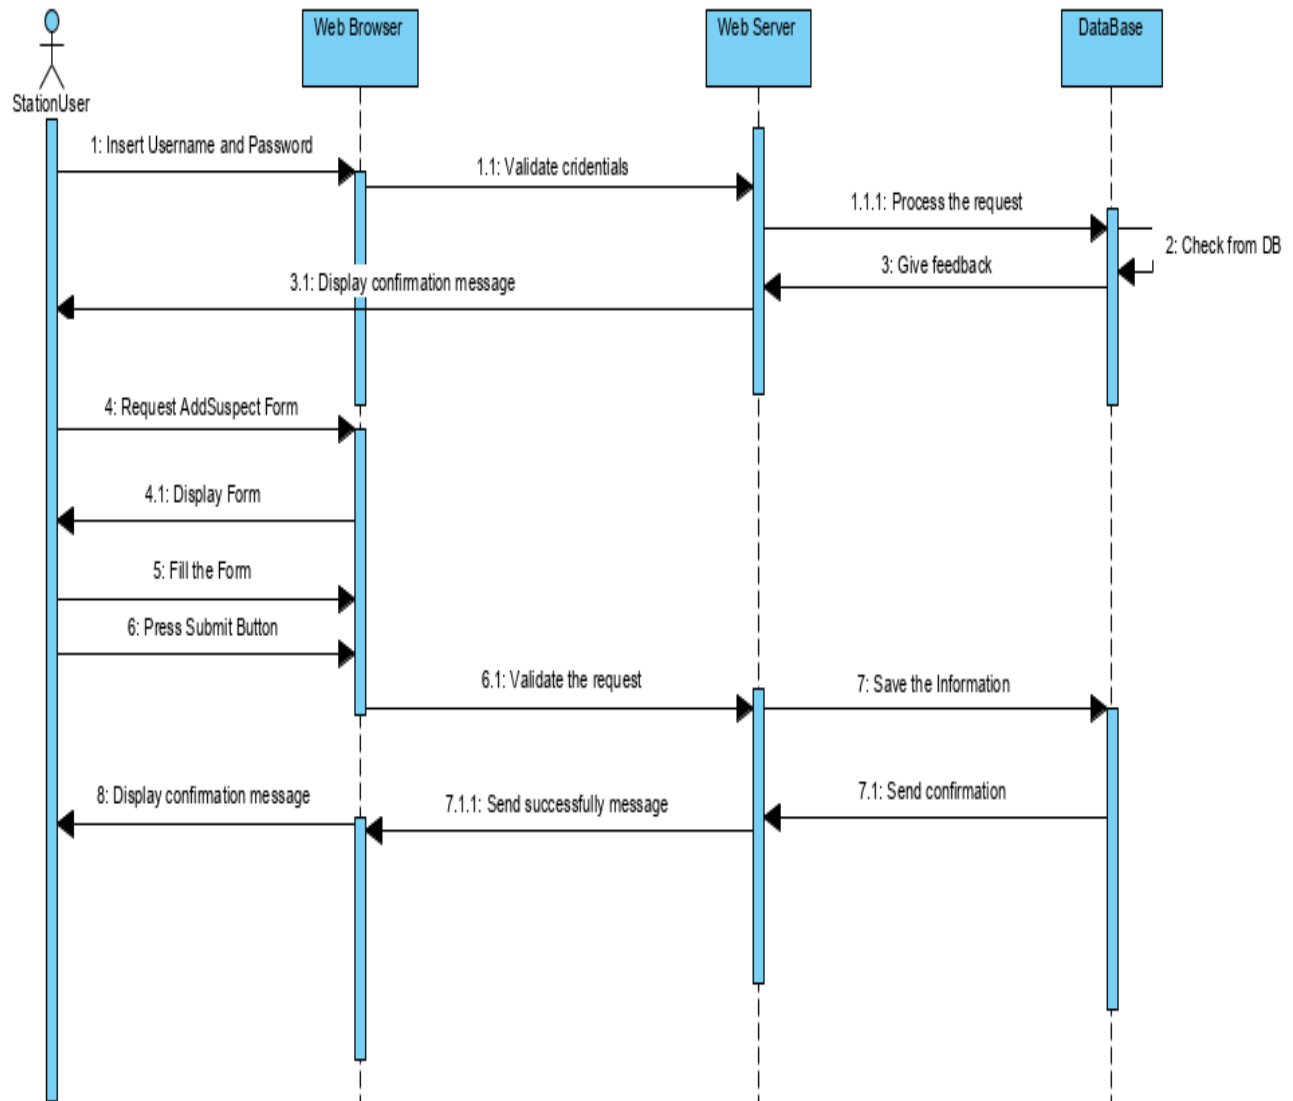 Web Browser
Web Server
DataBase
StationUser
1: Insert Username and Password
1.1: Validate cridentials
1.1.1: Process the request
2: Check from DB
3: Give feedback
3.1: Display confirmation message
4: Request AddSuspect Form
4.1: Display Form
5: Fill the Form
6: Press Submit Button
6.1: Validate the request
7: Save the Information
7.1: Send confirmation
7.1.1: Send successfully message
8: Display confirmation message